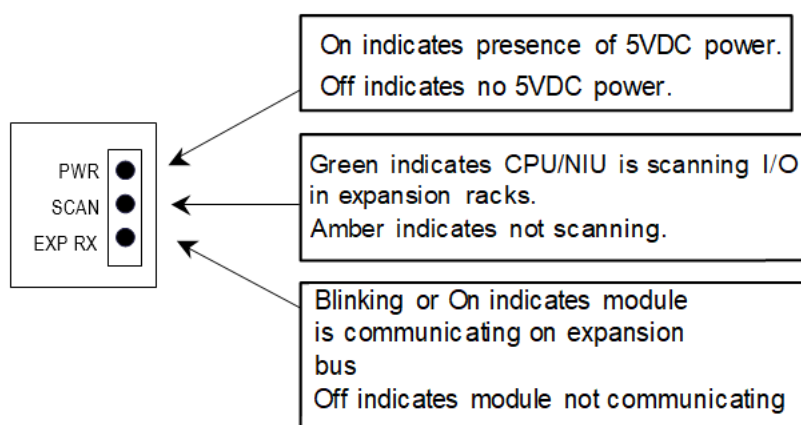 On indicates presence of 5VDC power.
Off indicates no 5VDC power.
PWR
SCAN
EXP RX
Green indicates CPU/NIU is scanning I/O
in expansion racks.
Amber indicates not scanning.
Blinking or On indicates module
is communicating on expansion
bus
Off indicates module not communicating